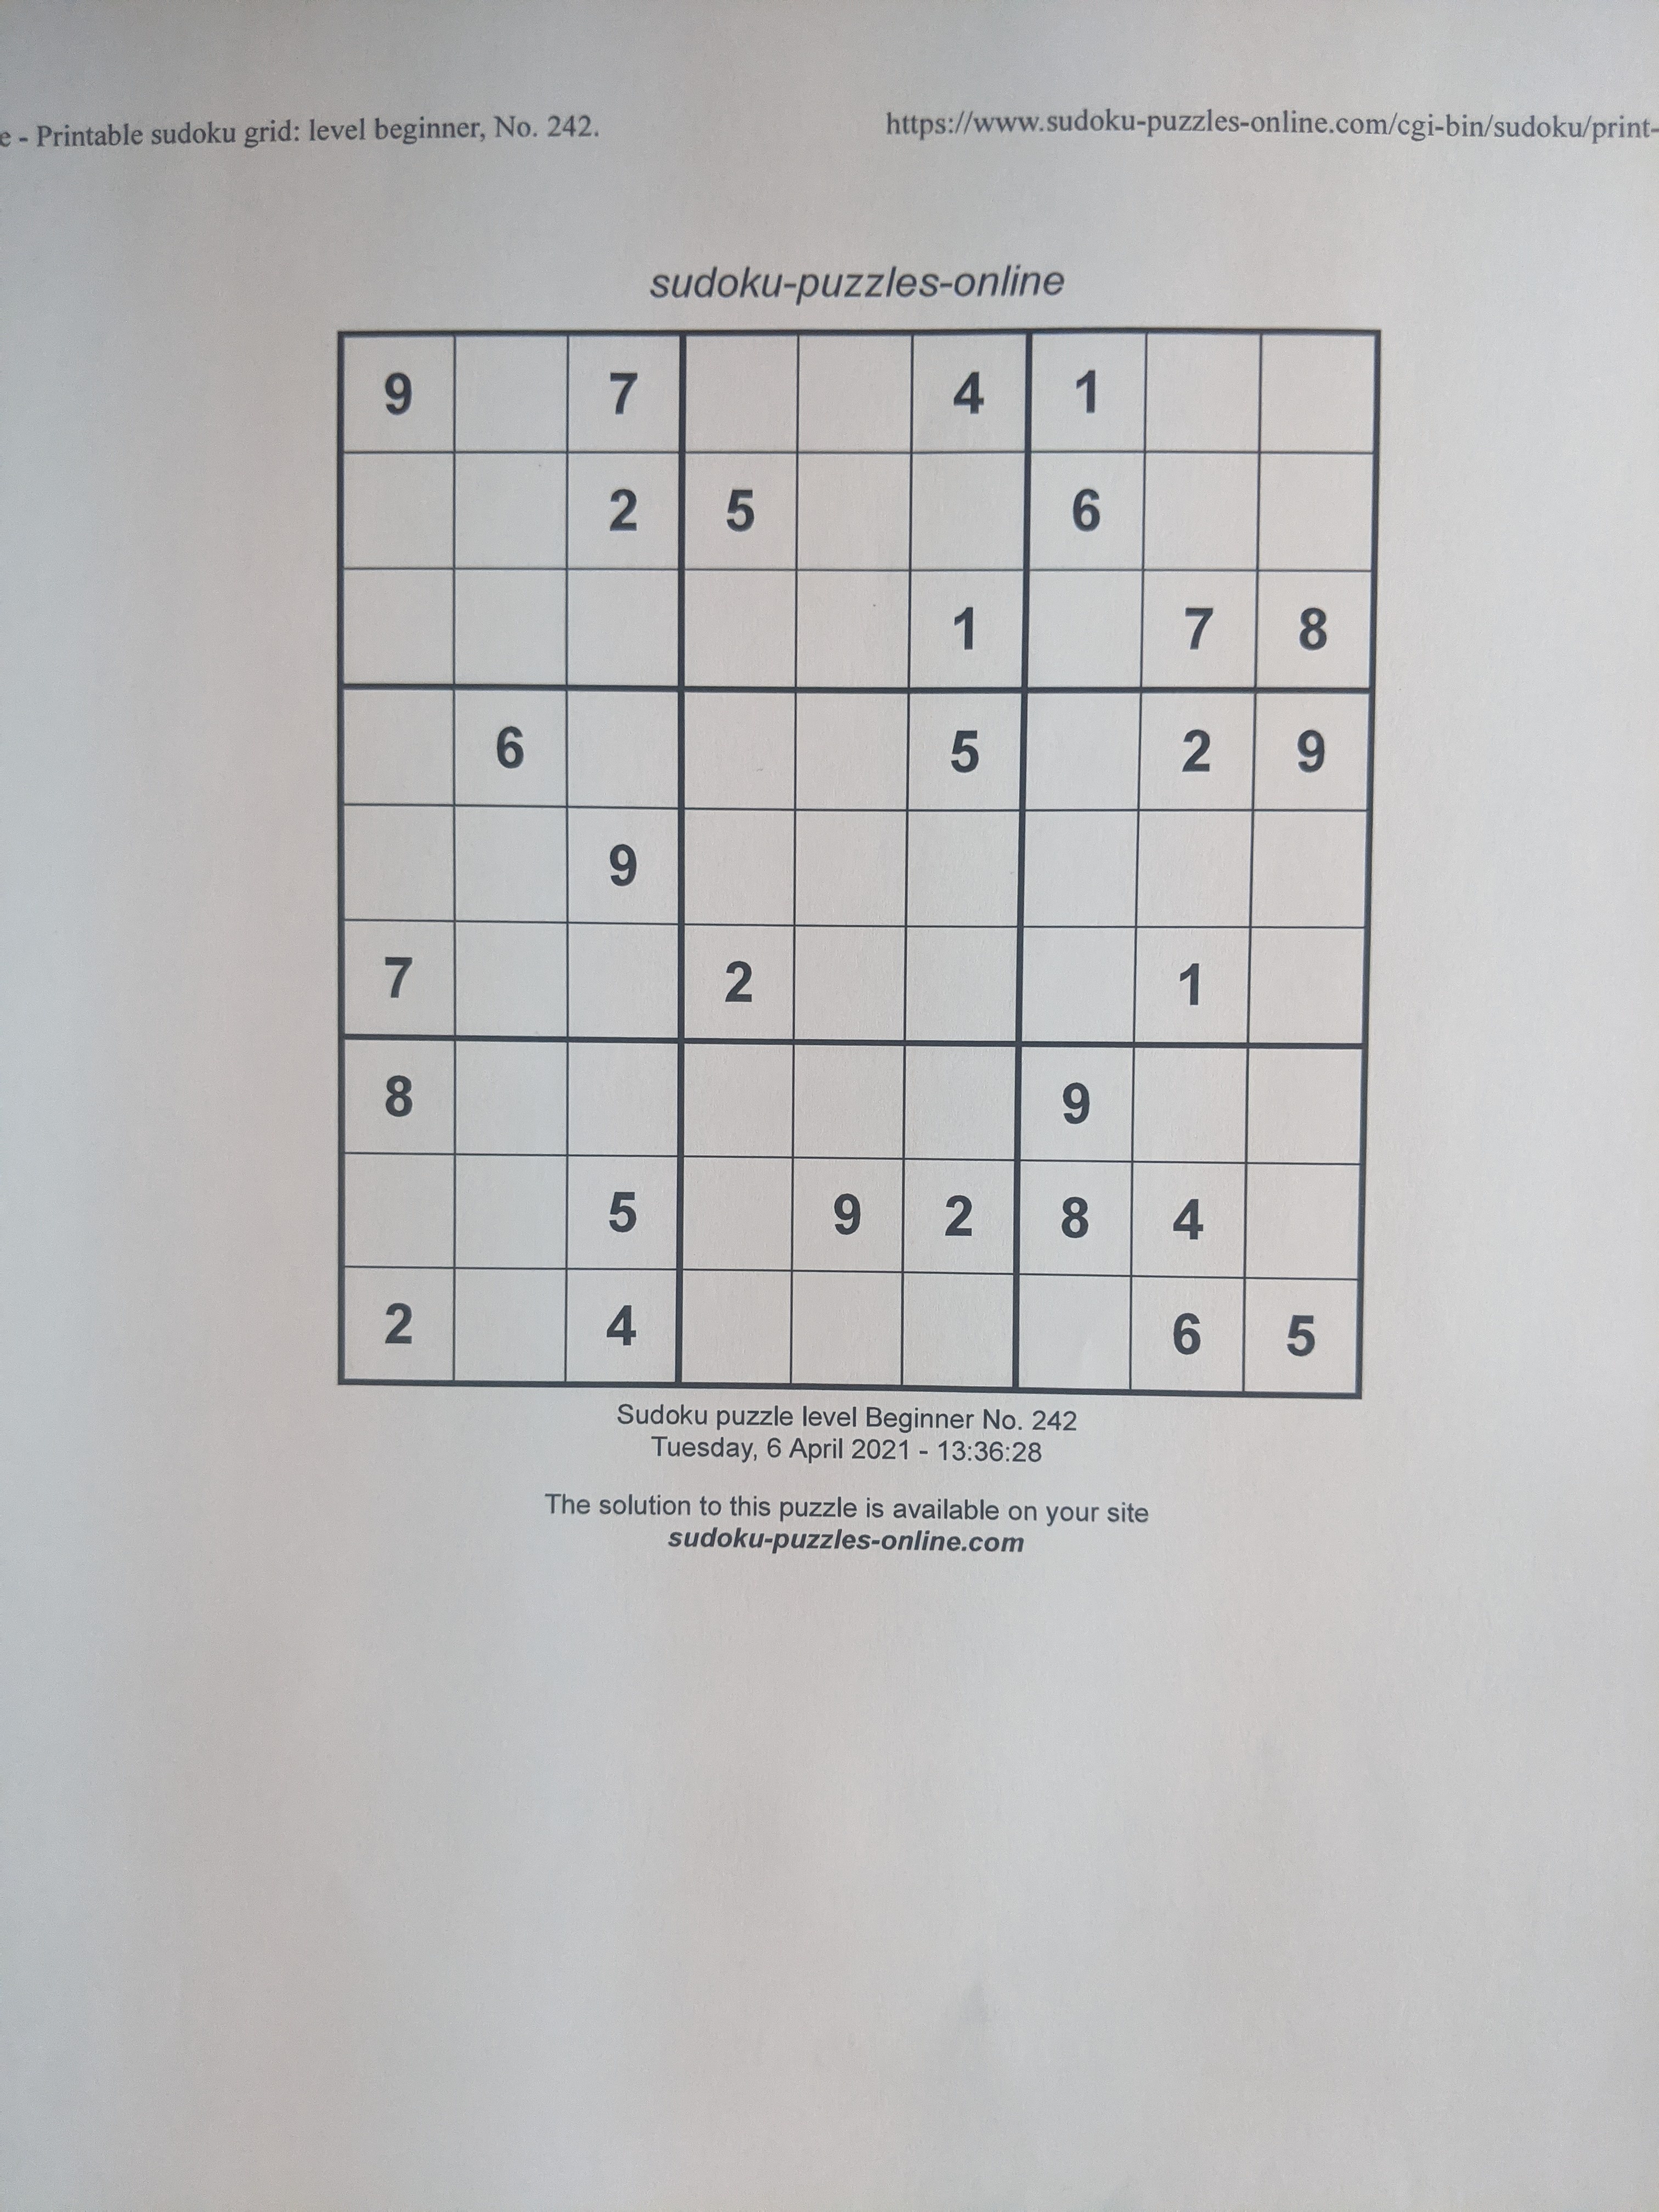 e - Printable sudoku grid: level beginner, No. 242.
https://www.sudoku-puzzles-online.com/cgi-bin/sudoku/print-
sudoku-puzzles-online
9 7 4 1
2 5 6
1 7 8
6 5 2 9
9
7 2 1
8 9
5 9 2 8 4
2 4 6 5
Sudoku puzzle level Beginner No. 242
Tuesday, 6 April 2021 - 13:36:28
The solution to this puzzle is available on your site
sudoku-puzzles-online.com